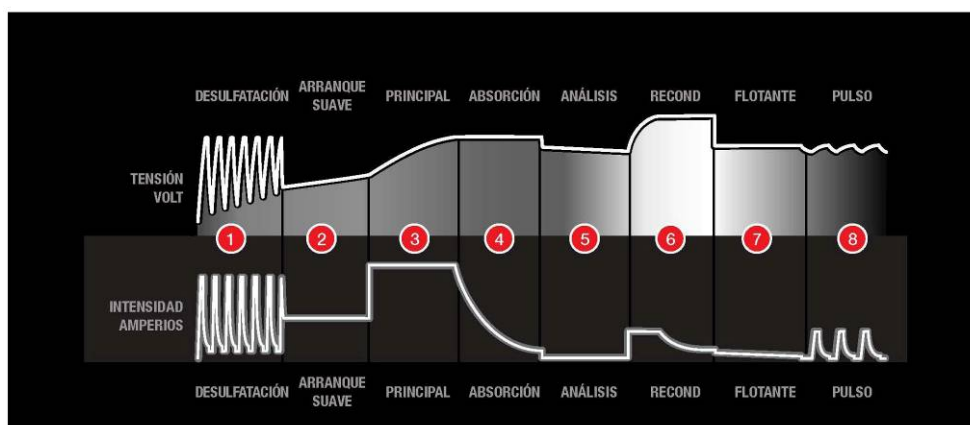 DESULFATACIÓN
ARRANQUE
SUAVE
PRINCIPAL
ABSORCIÓN
ANÁLISIS
RECOND
FLOTANTE
PULSO
TENSIÓN
VOLT
1 2 3 4 5 6 7 8
INTENSIDAD
AMPERIOS
DESULFATACIÓN
ARRANQUE
SUAVE
PRINCIPAL
ABSORCIÓN
ANÁLISIS
RECOND
FLOTANTE
PULSO